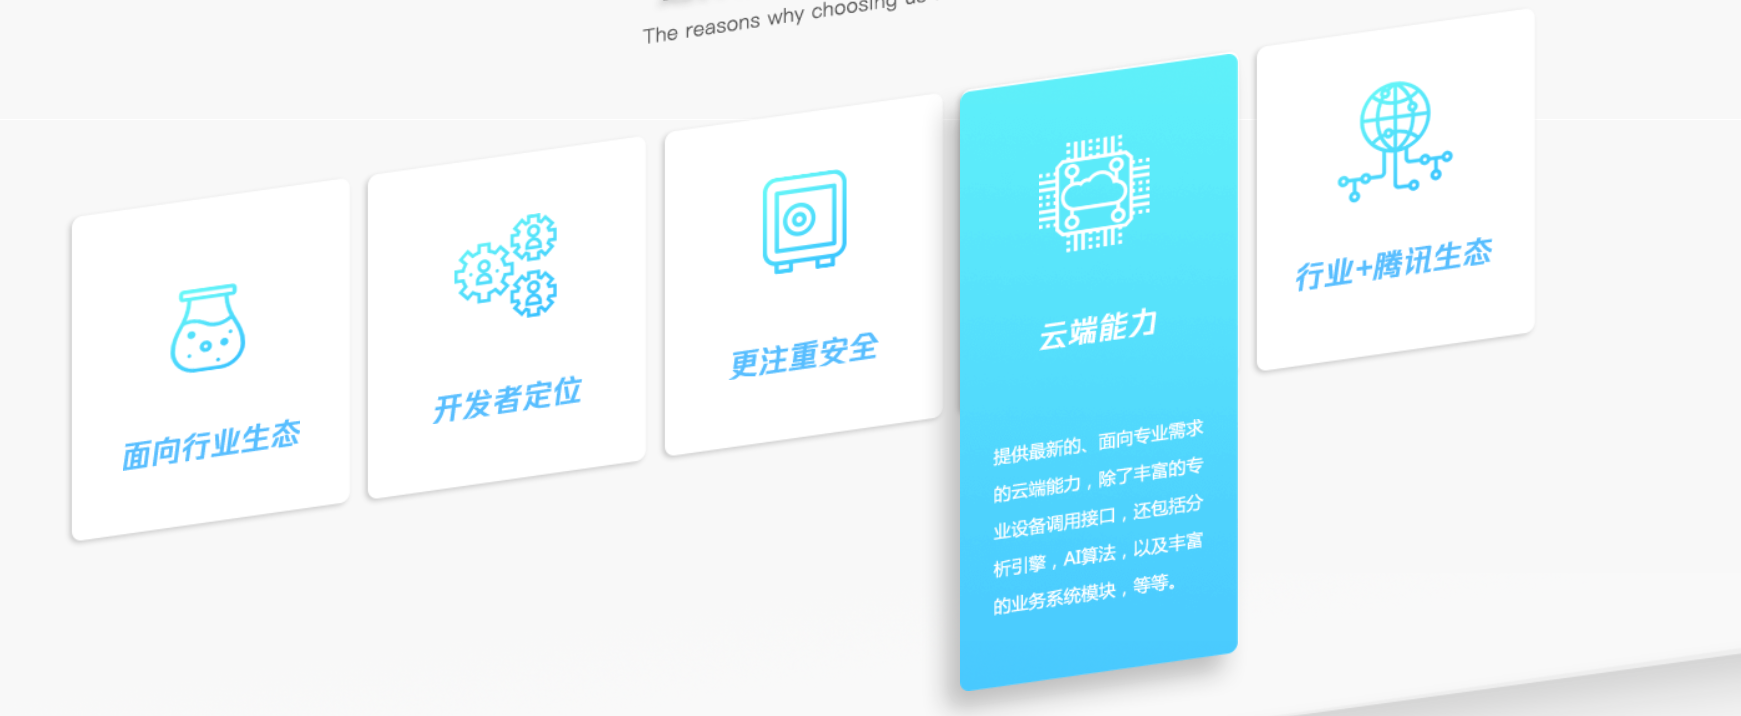 The reasons why choosing us
面向行业生态
开发者定位
更注重安全
云端能力
提供最新的、面向专业需求
的云端能力，除了丰富的专
业设备调用接口，还包括分
析引擎，AI算法，以及丰富
的业务系统模块，等等。
行业+腾讯生态